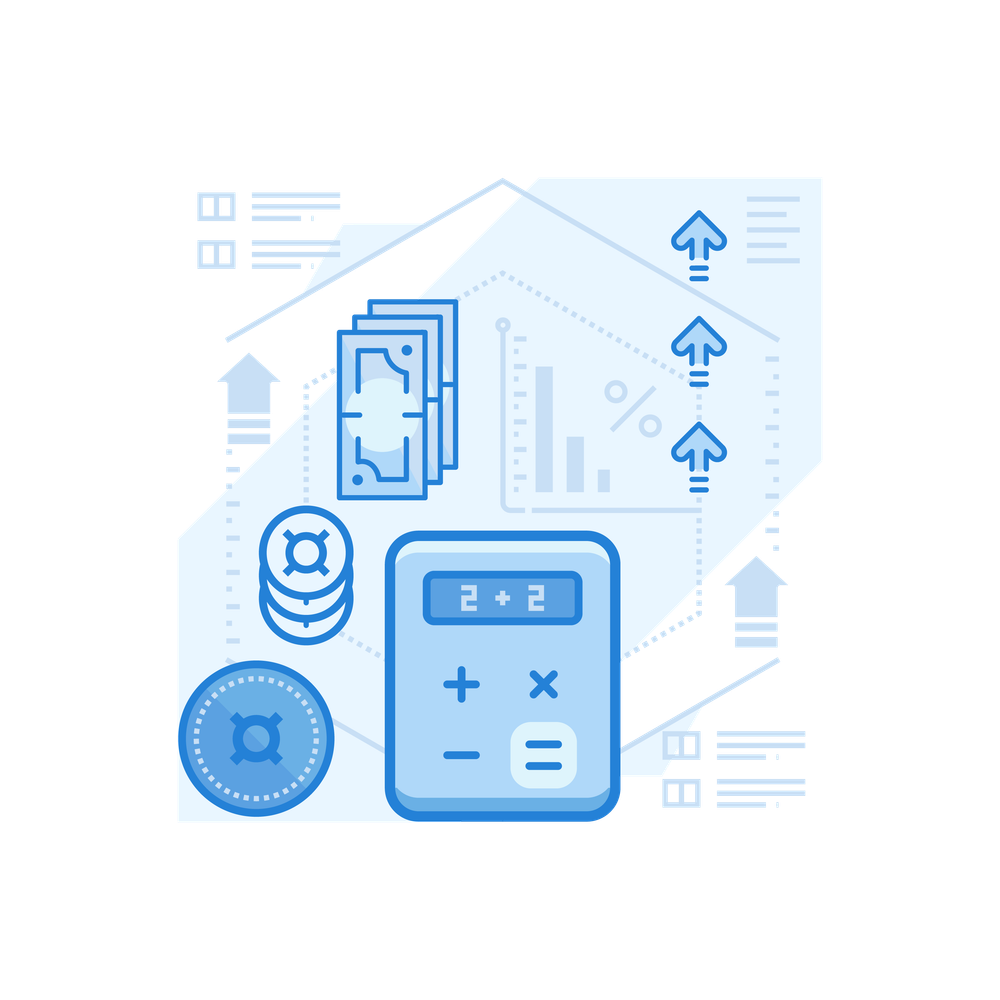 %
2 + 2
+ ×
− =